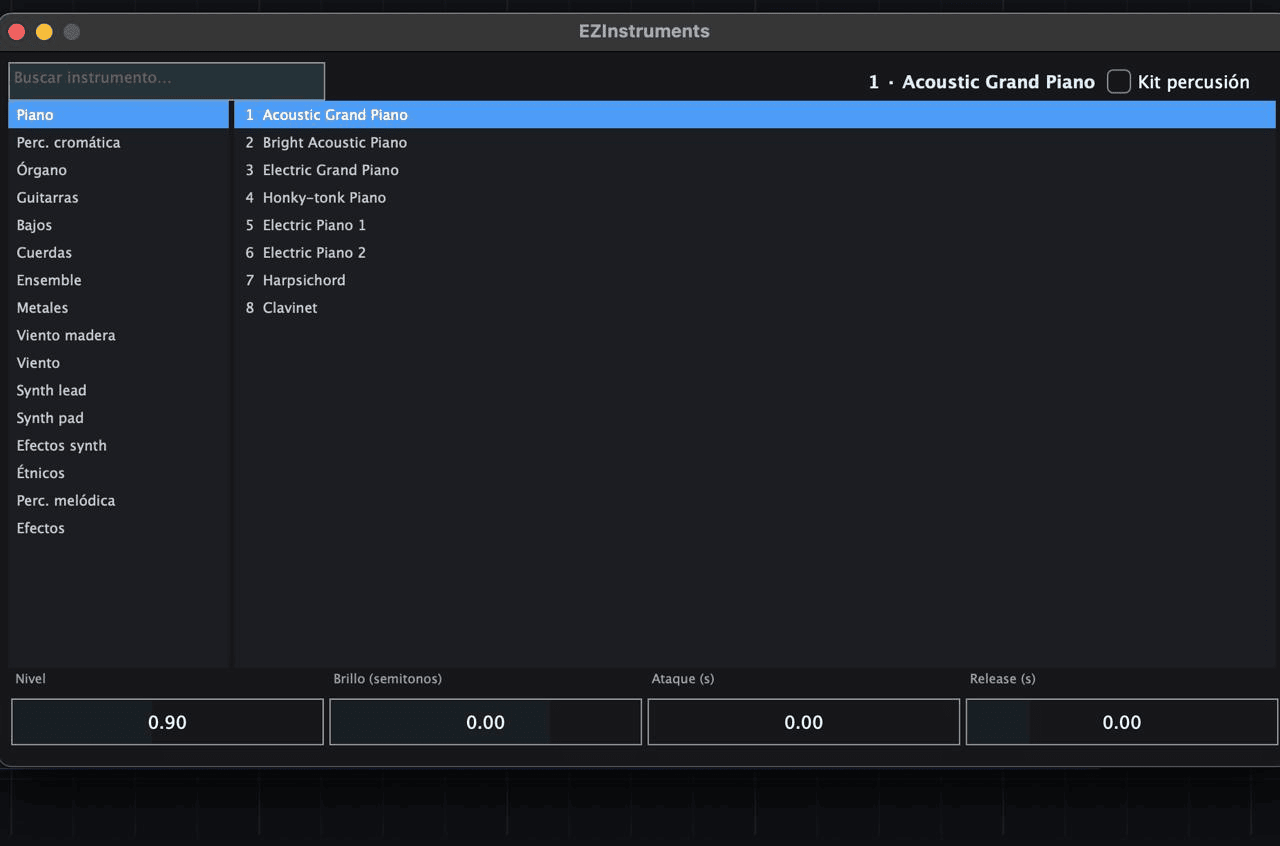 EZInstruments
Buscar instrumento...
1 · Acoustic Grand Piano Kit percusión
Piano
Perc. cromática
Órgano
Guitarras
Bajos
Cuerdas
Ensemble
Metales
Viento madera
Viento
Synth lead
Synth pad
Efectos synth
Étnicos
Perc. melódica
Efectos
1 Acoustic Grand Piano
2 Bright Acoustic Piano
3 Electric Grand Piano
4 Honky-tonk Piano
5 Electric Piano 1
6 Electric Piano 2
7 Harpsichord
8 Clavinet
Nivel
0.90
Brillo (semitonos)
0.00
Ataque (s)
0.00
Release (s)
0.00